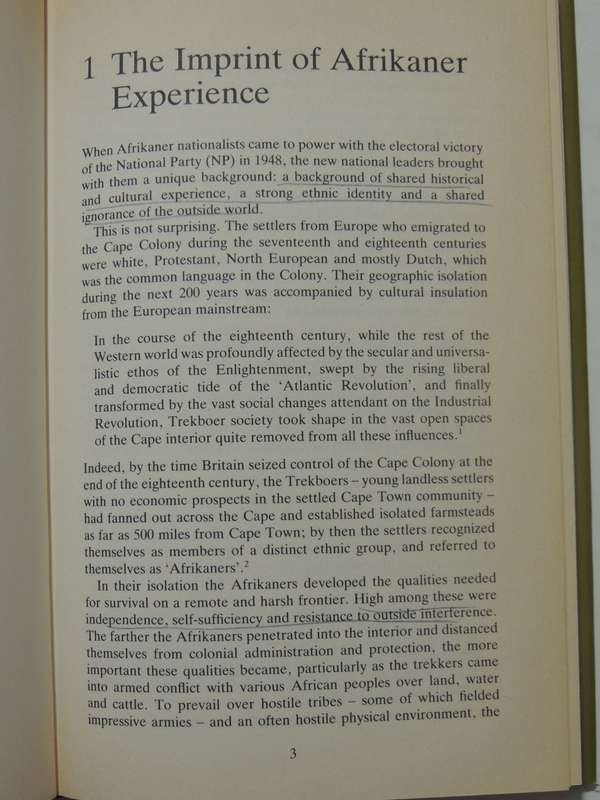 1 The Imprint of Afrikaner
Experience
When Afrikaner nationalists came to power with the electoral victory
of the National Party (NP) in 1948, the new national leaders brought
with them a unique background: a background of shared historical
and cultural experience, a strong ethnic identity and a shared
ignorance of the outside world.
This is not surprising. The settlers from Europe who emigrated to
the Cape Colony during the seventeenth and eighteenth centuries
were white, Protestant, North European and mostly Dutch, which
was the common language in the Colony. Their geographic isolation
during the next 200 years was accompanied by cultural insulation
from the European mainstream:
In the course of the eighteenth century, while the rest of the
Western world was profoundly affected by the secular and universa-
listic ethos of the Enlightenment, swept by the rising liberal
and democratic tide of the ‘Atlantic Revolution’, and finally
transformed by the vast social changes attendant on the Industrial
Revolution, Trekboer society took shape in the vast open spaces
of the Cape interior quite removed from all these influences.1
Indeed, by the time Britain seized control of the Cape Colony at the
end of the eighteenth century, the Trekboers – young landless settlers
with no economic prospects in the settled Cape Town community –
had fanned out across the Cape and established isolated farmsteads
as far as 500 miles from Cape Town; by then the settlers recognized
themselves as members of a distinct ethnic group, and referred to
themselves as ‘Afrikaners’.2
In their isolation the Afrikaners developed the qualities needed
for survival on a remote and harsh frontier. High among these were
independence, self-sufficiency and resistance to outside interference.
The farther the Afrikaners penetrated into the interior and distanced
themselves from colonial administration and protection, the more
important these qualities became, particularly as the trekkers came
into armed conflict with various African peoples over land, water
and cattle. To prevail over hostile tribes – some of which fielded
impressive armies – and an often hostile physical environment, the
3